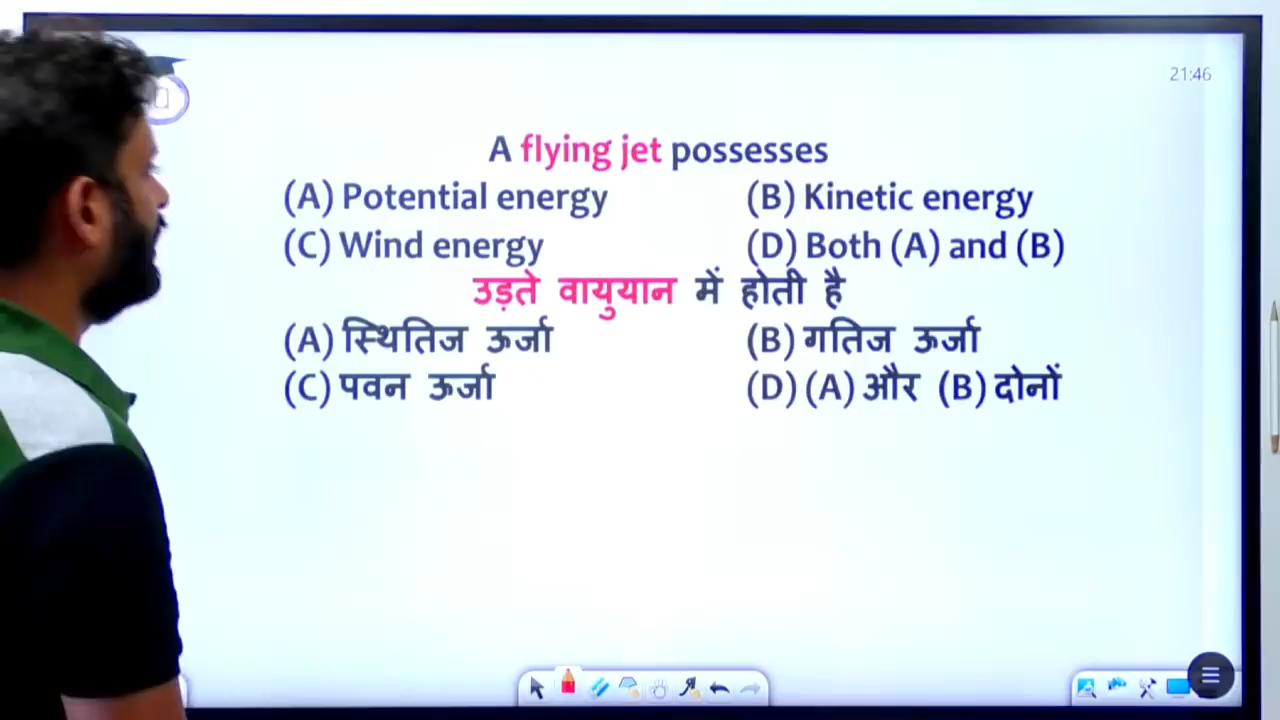 21:46
A flying jet possesses
(A) Potential energy (B) Kinetic energy
(C) Wind energy (D) Both (A) and (B)
उड़ते वायुयान में होती है
(A) स्थितिज ऊर्जा (B) गतिज ऊर्जा
(C) पवन ऊर्जा (D) (A) और (B) दोनों